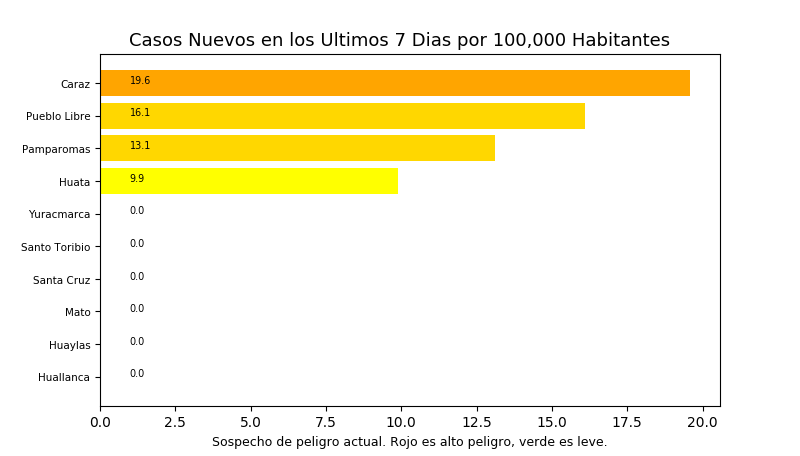 Casos Nuevos en los Ultimos 7 Dias por 100,000 Habitantes
Caraz 19.6
Pueblo Libre 16.1
Pamparomas 13.1
Huata 9.9
Yuracmarca 0.0
Santo Toribio 0.0
Santa Cruz 0.0
Mato 0.0
Huaylas 0.0
Huallanca 0.0
0.0 2.5 5.0 7.5 10.0 12.5 15.0 17.5 20.0
Sospecho de peligro actual. Rojo es alto peligro, verde es leve.